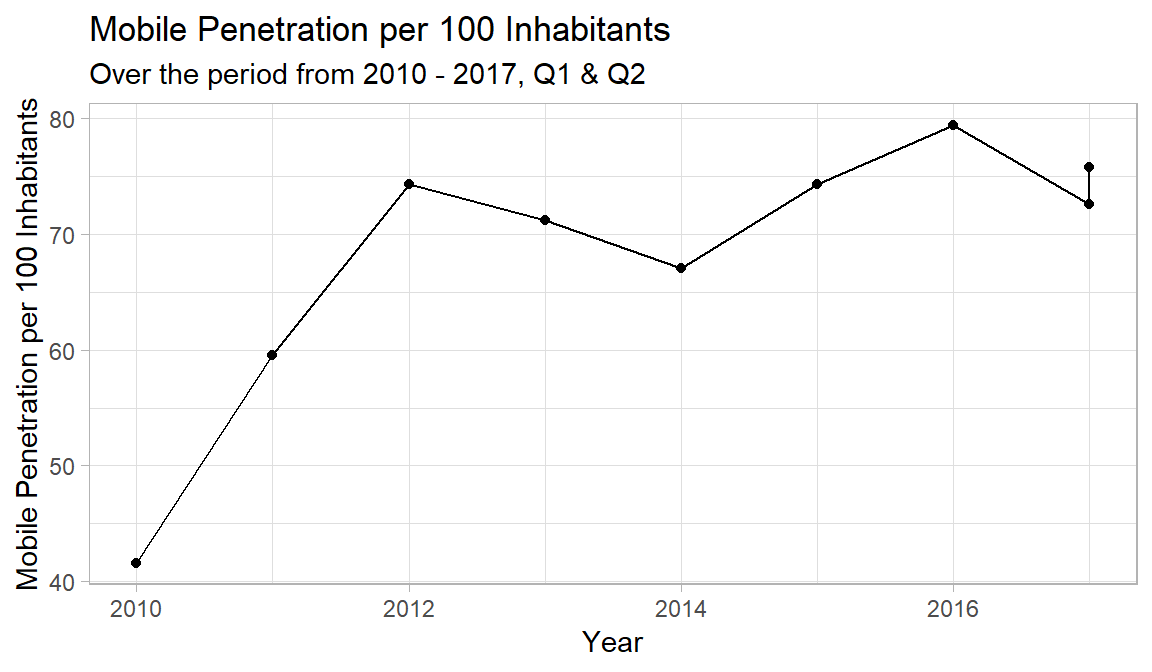 Mobile Penetration per 100 Inhabitants
Over the period from 2010 - 2017, Q1 & Q2
Mobile Penetration per 100 Inhabitants
80
70
60
50
40
2010
2012
2014
2016
Year